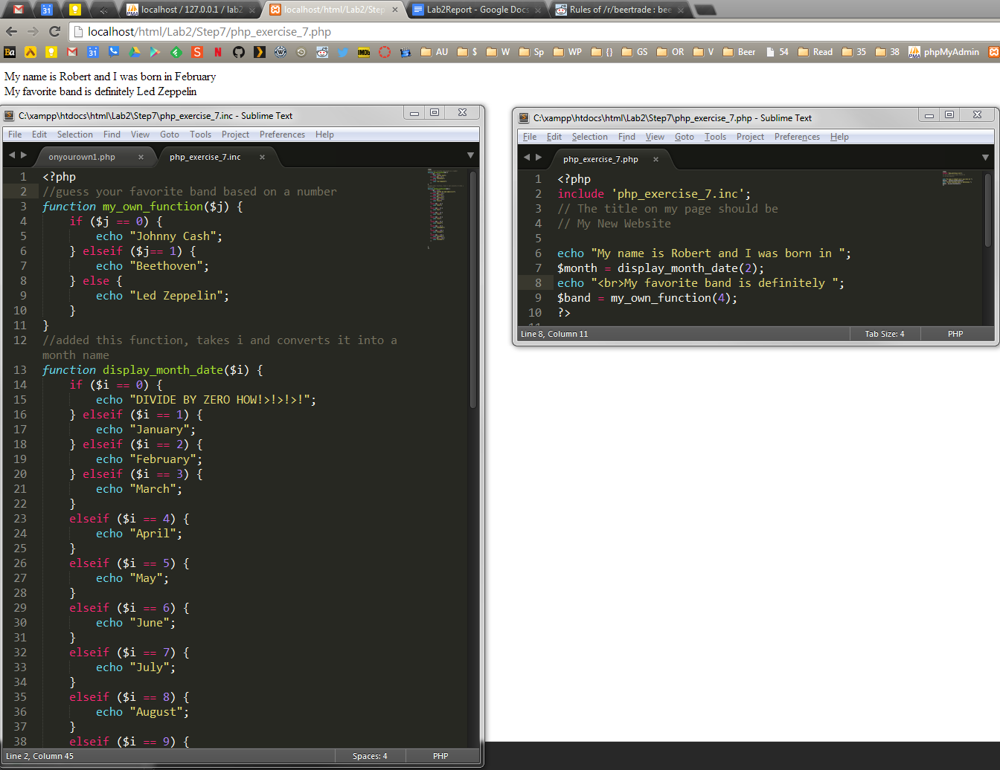 localhost / 127.0.0.1 / lab2
localhost/html/Lab2/Step
Lab2Report - Google Docs
Rules of /r/beertrade : bee
localhost/html/Lab2/Step7/php_exercise_7.php
Ba 31 S N IMDb AU $ W Sp WP {} GS OR V Beer 54 Read 35 38 phpMyAdmin
My name is Robert and I was born in February
My favorite band is definitely Led Zeppelin
C:\xampp\htdocs\html\Lab2\Step7\php_exercise_7.inc - Sublime Text
File Edit Selection Find View Goto Tools Project Preferences Help
onyourown1.php php_exercise_7.inc
1 <?php
2 //guess your favorite band based on a number
3 function my_own_function($j) {
4 if ($j == 0) {
5 echo "Johnny Cash";
6 } elseif ($j== 1) {
7 echo "Beethoven";
8 } else {
9 echo "Led Zeppelin";
10 }
11 }
12 //added this function, takes i and converts it into a
month name
13 function display_month_date($i) {
14 if ($i == 0) {
15 echo "DIVIDE BY ZERO HOW!>!>!>!";
16 } elseif ($i == 1) {
17 echo "January";
18 } elseif ($i == 2) {
19 echo "February";
20 } elseif ($i == 3) {
21 echo "March";
22 }
23 elseif ($i == 4) {
24 echo "April";
25 }
26 elseif ($i == 5) {
27 echo "May";
28 }
29 elseif ($i == 6) {
30 echo "June";
31 }
32 elseif ($i == 7) {
33 echo "July";
34 }
35 elseif ($i == 8) {
36 echo "August";
37 }
38 elseif ($i == 9) {
Line 2, Column 45 Spaces: 4 PHP
C:\xampp\htdocs\html\Lab2\Step7\php_exercise_7.php - Sublime Text
File Edit Selection Find View Goto Tools Project Preferences Help
php_exercise_7.php
1 <?php
2 include 'php_exercise_7.inc';
3 // The title on my page should be
4 // My New Website
5
6 echo "My name is Robert and I was born in ";
7 $month = display_month_date(2);
8 echo "<br>My favorite band is definitely ";
9 $band = my_own_function(4);
10 ?>
Line 8, Column 11 Tab Size: 4 PHP